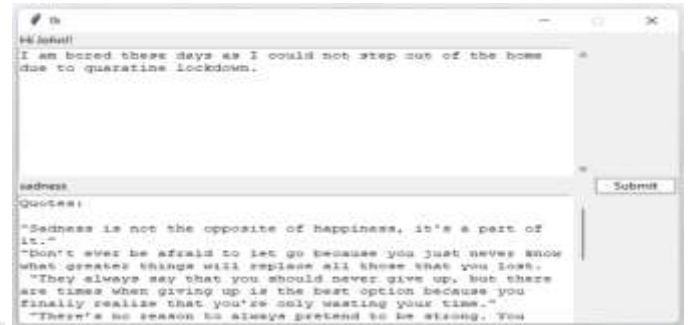 tk
Hi John!!
I am bored these days as I could not step out of the home
due to quaratine lockdown.
sadness
Submit
Quotes:
"Sadness is not the opposite of happiness, it's a part of
it."
"Don't ever be afraid to let go because you just never know
what greater things will replace all those that you lost.
"They always say that you should never give up, but there
are times when giving up is the best option because you
finally realize that you're only wasting your time."
"There's no reason to always pretend to be strong. You